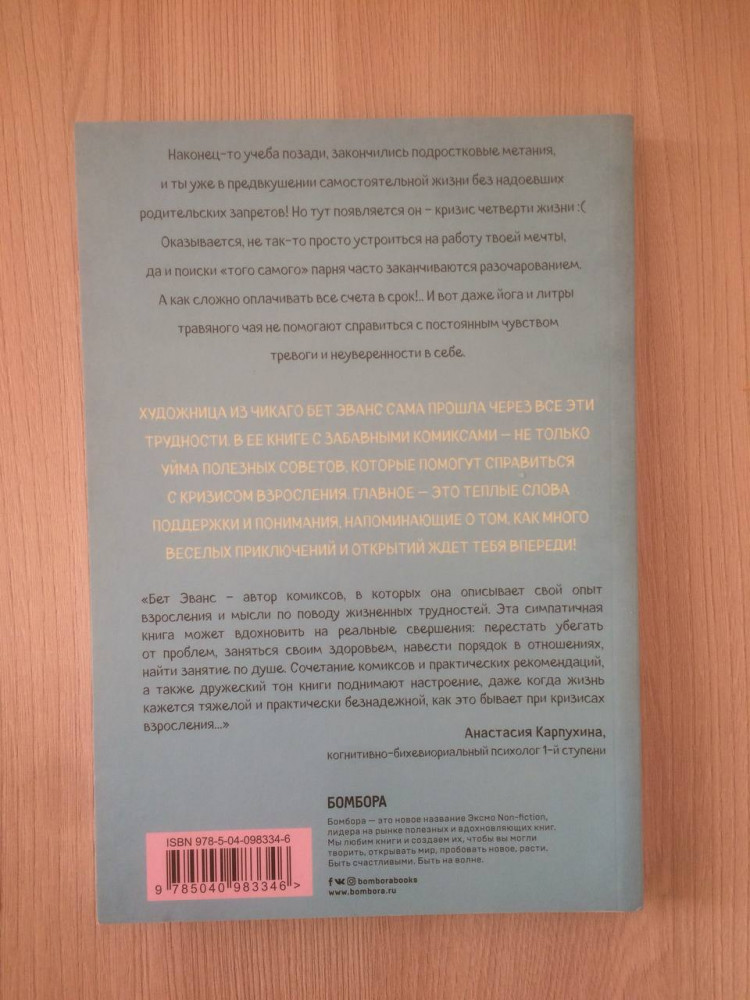 Наконец-то учеба позади, закончились подростковые метания,
и ты уже в предвкушении самостоятельной жизни без надоевших
родительских запретов! Но тут появляется он – кризис четверти жизни :(
Оказывается, не так-то просто устроиться на работу твоей мечты,
да и поиски «того самого» парня часто заканчиваются разочарованием.
А как сложно оплачивать все счета в срок!.. И вот даже йога и литры
травяного чая не помогают справиться с постоянным чувством
тревоги и неуверенности в себе.
ХУДОЖНИЦА ИЗ ЧИКАГО БЕТ ЭВАНС САМА ПРОШЛА ЧЕРЕЗ ВСЕ ЭТИ
ТРУДНОСТИ. В ЕЕ КНИГЕ С ЗАБАВНЫМИ КОМИКСАМИ – НЕ ТОЛЬКО
УЙМА ПОЛЕЗНЫХ СОВЕТОВ, КОТОРЫЕ ПОМОГУТ СПРАВИТЬСЯ
С КРИЗИСОМ ВЗРОСЛЕНИЯ. ГЛАВНОЕ – ЭТО ТЕПЛЫЕ СЛОВА
ПОДДЕРЖКИ И ПОНИМАНИЯ, НАПОМИНАЮЩИЕ О ТОМ, КАК МНОГО
ВЕСЕЛЫХ ПРИКЛЮЧЕНИЙ И ОТКРЫТИЙ ЖДЕТ ТЕБЯ ВПЕРЕДИ!
«Бет Эванс – автор комиксов, в которых она описывает свой опыт
взросления и мысли по поводу жизненных трудностей. Эта симпатичная
книга может вдохновить на реальные свершения: перестать убегать
от проблем, заняться своим здоровьем, навести порядок в отношениях,
найти занятие по душе. Сочетание комиксов и практических рекомендаций,
а также дружеский тон книги поднимают настроение, даже когда жизнь
кажется тяжелой и практически безнадежной, как это бывает при кризисах
взросления...»
Анастасия Карпухина,
когнитивно-бихевиориальный психолог 1-й ступени
БОМБОРА
Бомбора – это новое название Эксмо Non-fiction,
лидера на рынке полезных и вдохновляющих книг.
Мы любим книги и создаем их, чтобы вы могли
творить, открывать мир, пробовать новое, расти.
Быть счастливыми. Быть на волне.
bomborabooks
www.bombora.ru
ISBN 978-5-04-098334-6
9 785040 983346 >